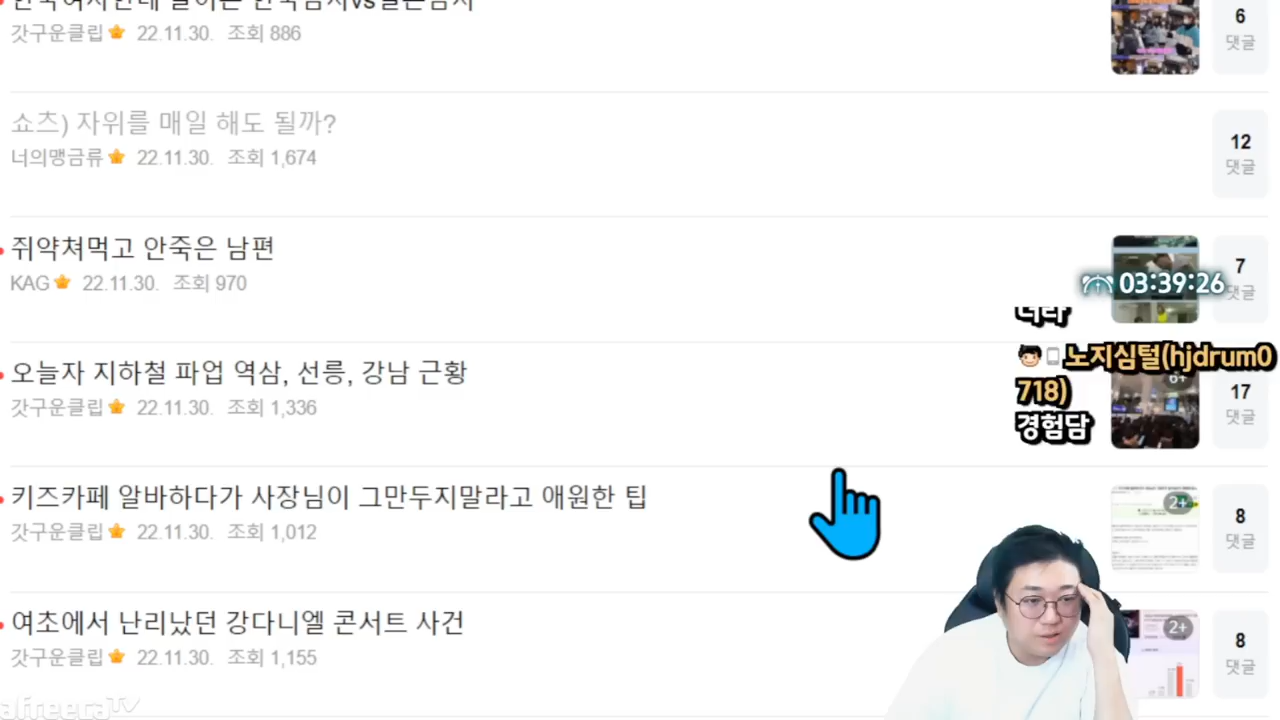 갓구운클립 22.11.30. 조회 886
6
댓글
쇼츠) 자위를 매일 해도 될까?
너의맹금류 22.11.30. 조회 1,674
12
댓글
쥐약쳐먹고 안죽은 남편
KAG 22.11.30. 조회 970
7
댓글
03:39:26
노지심털(hjdrum0
718)
경험담
오늘자 지하철 파업 역삼, 선릉, 강남 근황
갓구운클립 22.11.30. 조회 1,336
6+
17
댓글
키즈카페 알바하다가 사장님이 그만두지말라고 애원한 팁
갓구운클립 22.11.30. 조회 1,012
2+
8
댓글
여초에서 난리났던 강다니엘 콘서트 사건
갓구운클립 22.11.30. 조회 1,155
2+
8
댓글
afreecaTV